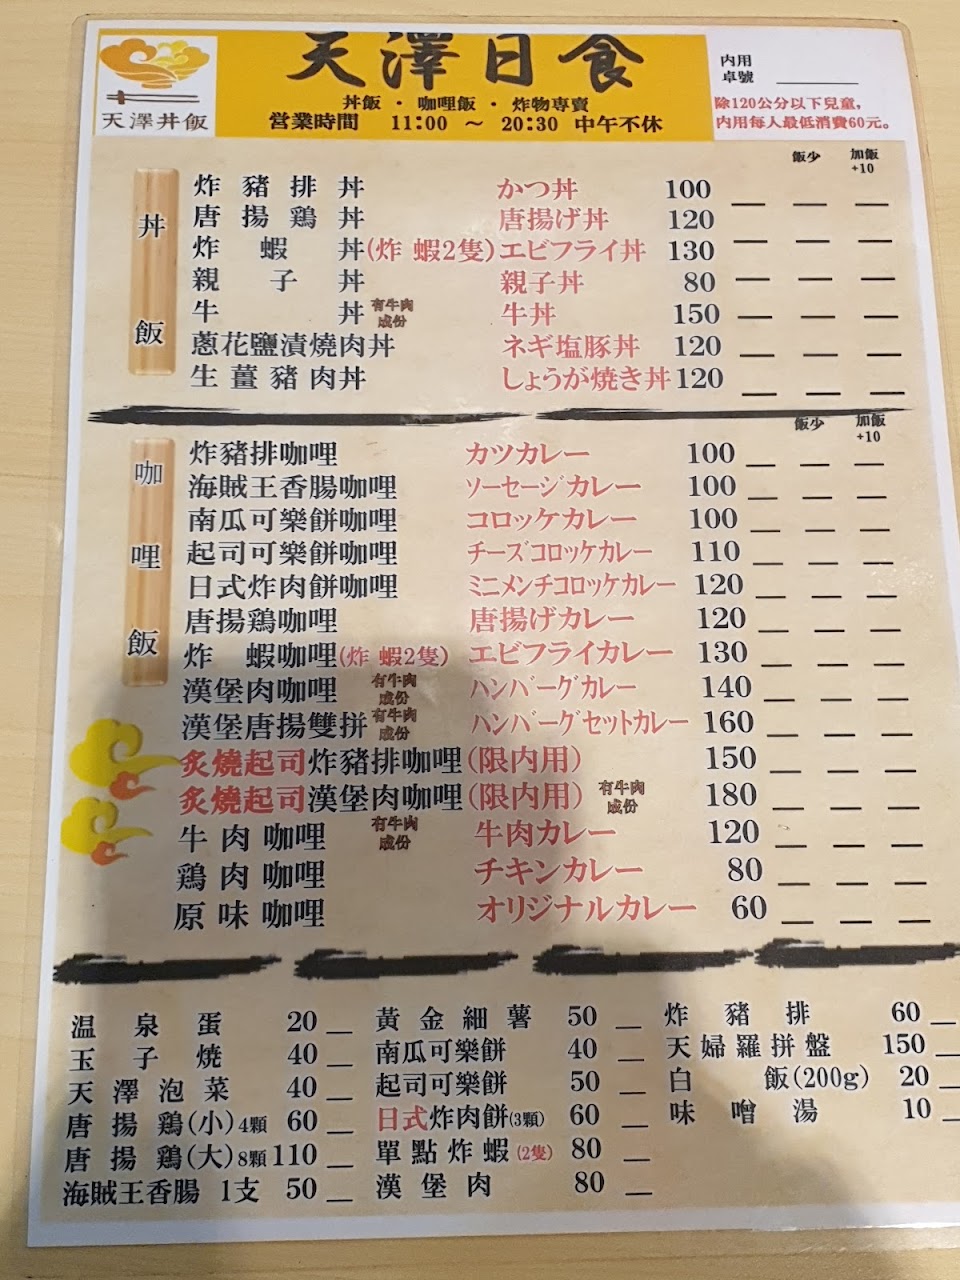 天澤日食
丼飯 · 咖哩飯 · 炸物專賣
營業時間 11:00 ～ 20:30 中午不休
天澤丼飯
內用
桌號
除120公分以下兒童，
內用每人最低消費60元。
飯少 加飯+10
丼飯
炸豬排丼 かつ丼 100
唐揚鶏丼 唐揚げ丼 120
炸蝦丼(炸蝦2隻) エビフライ丼 130
親子丼 親子丼 80
牛丼 有牛肉成份 牛丼 150
蔥花鹽漬燒肉丼 ネギ塩豚丼 120
生薑豬肉丼 しょうが焼き丼 120
飯少 加飯+10
咖哩飯
炸豬排咖哩 カツカレー 100
海賊王香腸咖哩 ソーセージカレー 100
南瓜可樂餅咖哩 コロッケカレー 100
起司可樂餅咖哩 チーズコロッケカレー 110
日式炸肉餅咖哩 ミニメンチコロッケカレー 120
唐揚鶏咖哩 唐揚げカレー 120
炸蝦咖哩(炸蝦2隻) エビフライカレー 130
漢堡肉咖哩 有牛肉成份 ハンバーグカレー 140
漢堡唐揚雙拼 有牛肉成份 ハンバーグセットカレー 160
炙燒起司炸豬排咖哩(限內用) 150
炙燒起司漢堡肉咖哩(限內用) 有牛肉成份 180
牛肉咖哩 有牛肉成份 牛肉カレー 120
鶏肉咖哩 チキンカレー 80
原味咖哩 オリジナルカレー 60
温泉蛋 20
玉子燒 40
天澤泡菜 40
唐揚鶏(小)4顆 60
唐揚鶏(大)8顆 110
海賊王香腸 1支 50
黃金細薯 50
南瓜可樂餅 40
起司可樂餅 50
日式炸肉餅(3顆) 60
單點炸蝦(2隻) 80
漢堡肉 80
炸豬排 60
天婦羅拼盤 150
白飯(200g) 20
味噌湯 10